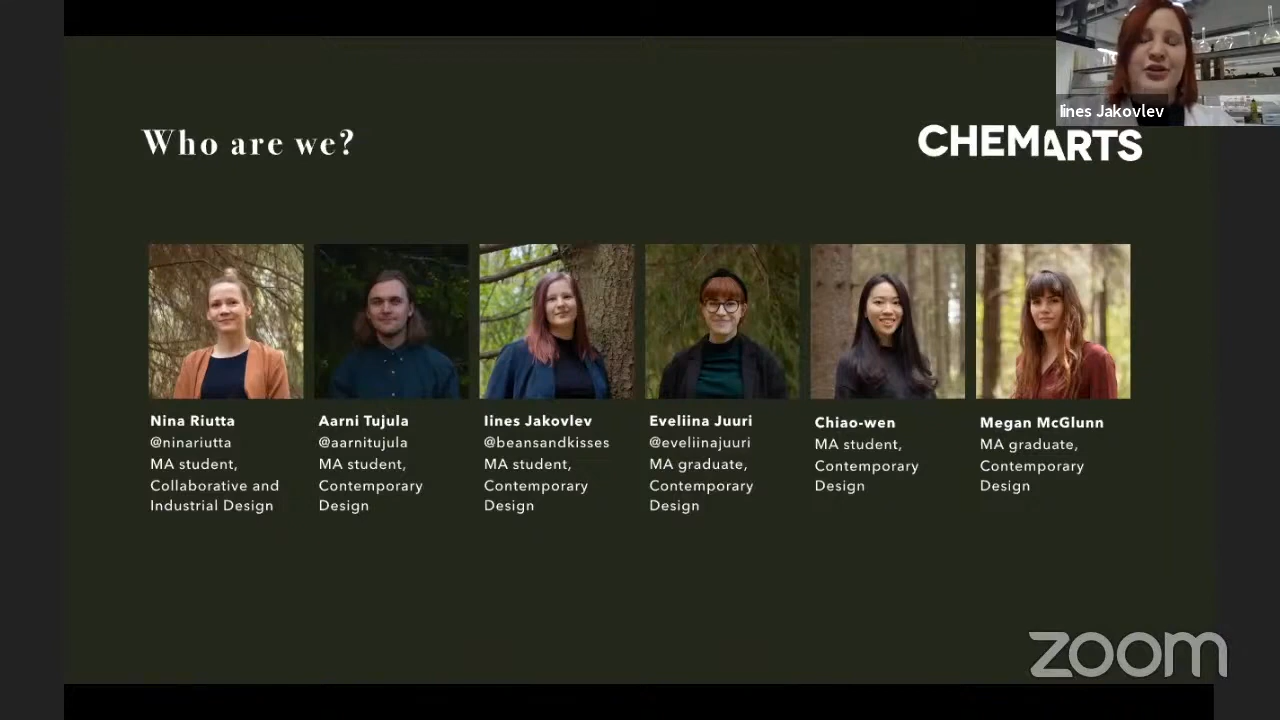 Iines Jakovlev
Who are we?
CHEMARTS
Nina Riutta
@ninariutta
MA student,
Collaborative and
Industrial Design
Aarni Tujula
@aarnitujula
MA student,
Contemporary
Design
Iines Jakovlev
@beansandkisses
MA student,
Contemporary
Design
Eveliina Juuri
@eveliinajuuri
MA graduate,
Contemporary
Design
Chiao-wen
MA student,
Contemporary
Design
Megan McGlunn
MA graduate,
Contemporary
Design
zoom